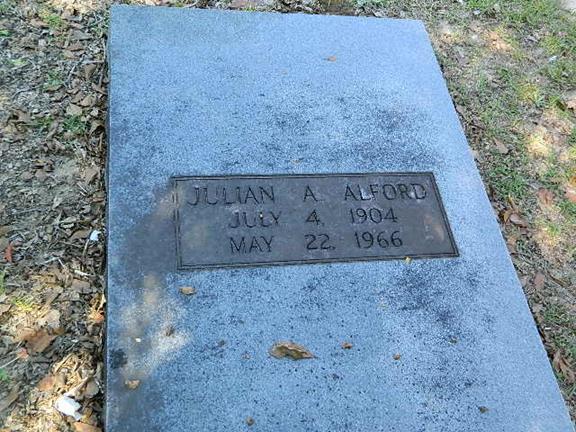 JULIAN A. ALFORD
JULY 4, 1904
MAY 22, 1966